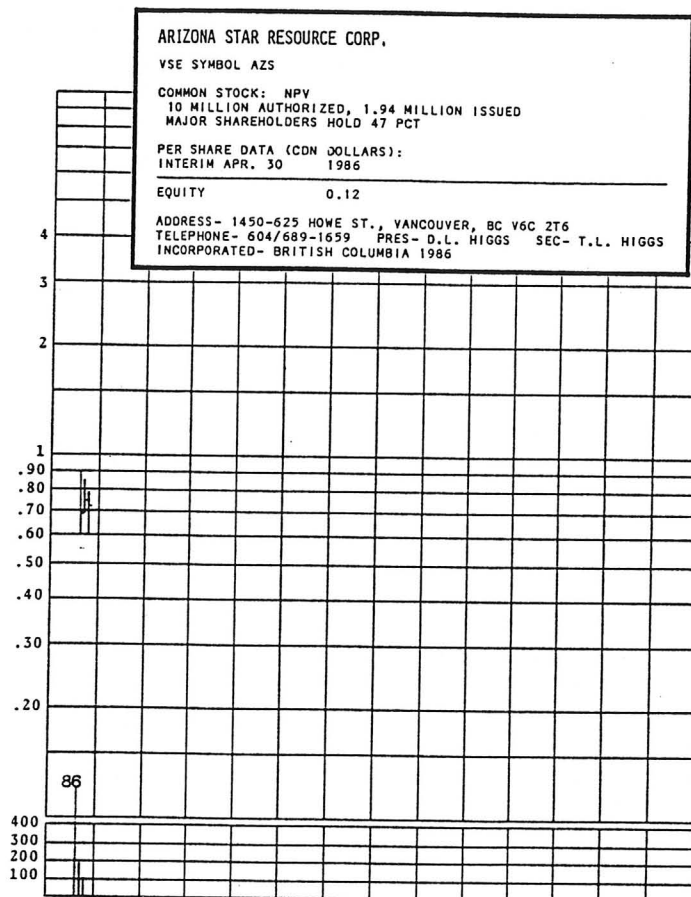 ARIZONA STAR RESOURCE CORP.
VSE SYMBOL AZS
COMMON STOCK: NPV
10 MILLION AUTHORIZED, 1.94 MILLION ISSUED
MAJOR SHAREHOLDERS HOLD 47 PCT
PER SHARE DATA (CDN DOLLARS):
INTERIM APR. 30 1986
EQUITY 0.12
ADDRESS- 1450-625 HOWE ST., VANCOUVER, BC V6C 2T6
TELEPHONE- 604/689-1659 PRES- D.L. HIGGS SEC- T.L. HIGGS
INCORPORATED- BRITISH COLUMBIA 1986
4
3
2
1
.90
.80
.70
.60
.50
.40
.30
.20
86
400
300
200
100